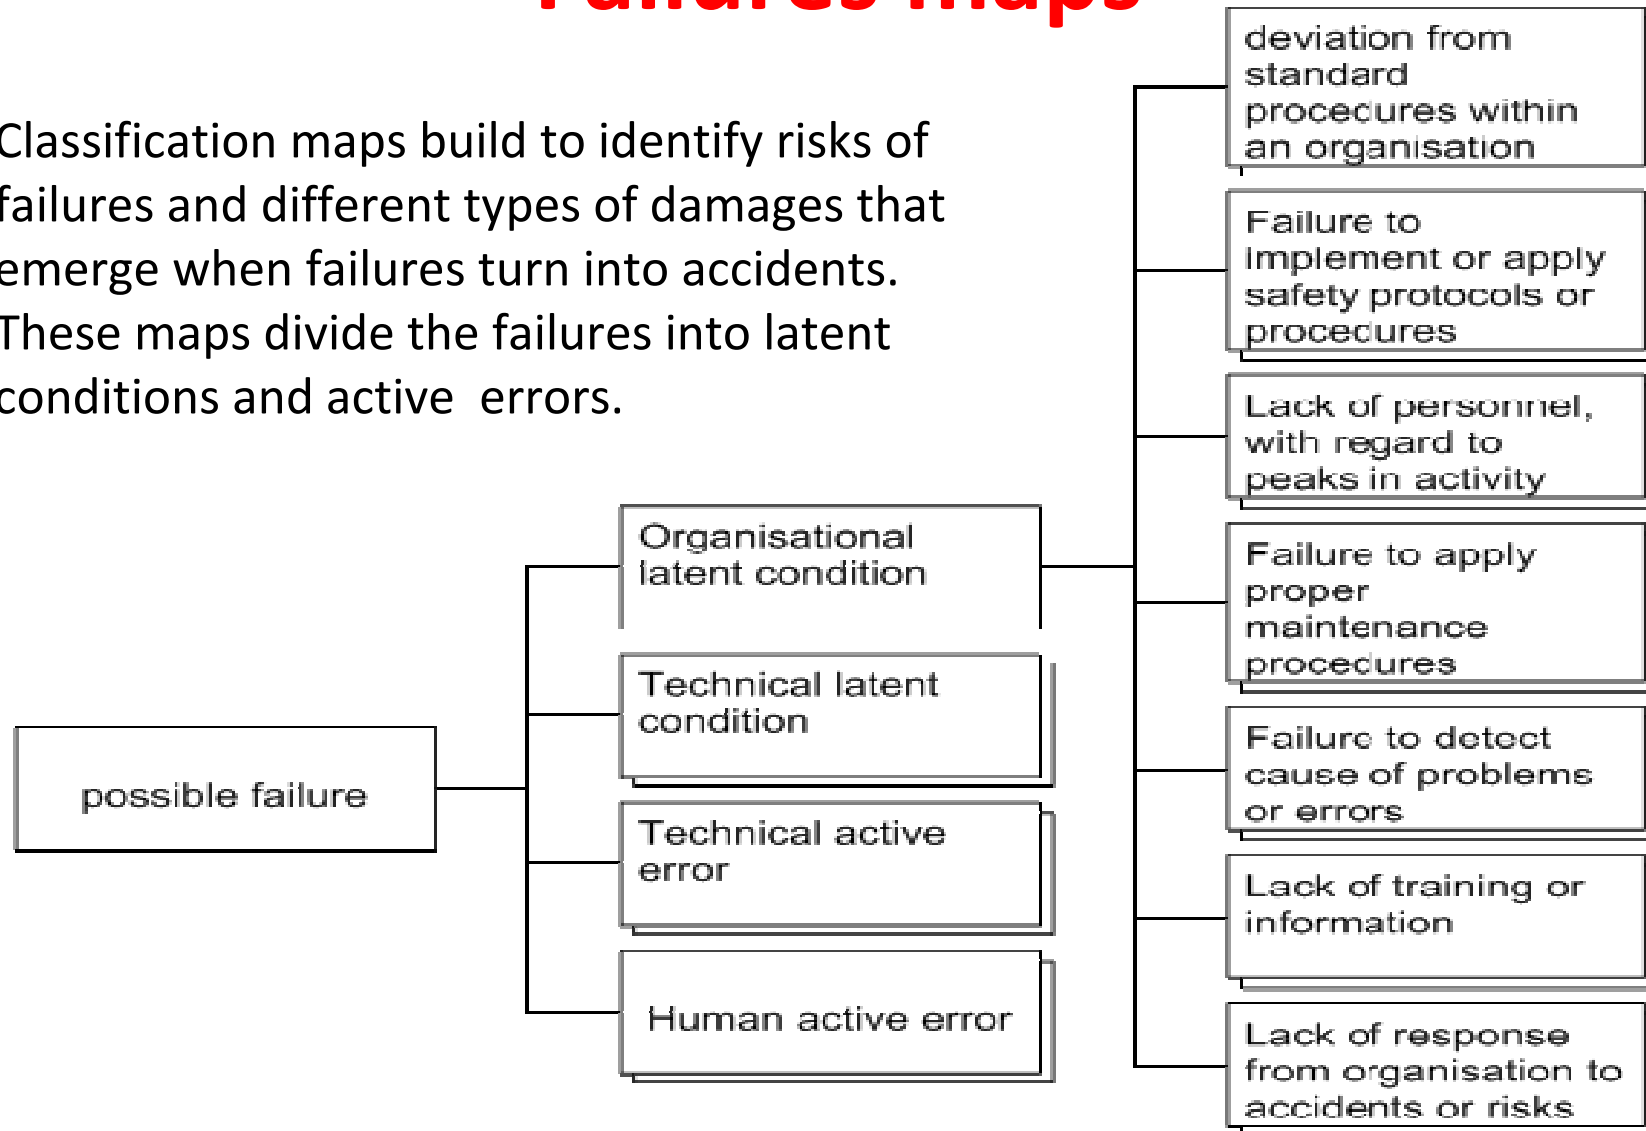 Failures maps
Classification maps build to identify risks of
failures and different types of damages that
emerge when failures turn into accidents.
These maps divide the failures into latent
conditions and active  errors.
possible failure
Organisational
latent condition
Technical latent
condition
Technical active
error
Human active error
deviation from
standard
procedures within
an organisation
Failure to
implement or apply
safety protocols or
procedures
Lack of personnel,
with regard to
peaks in activity
Failure to apply
proper
maintenance
procedures
Failure to detect
cause of problems
or errors
Lack of training or
information
Lack of response
from organisation to
accidents or risks